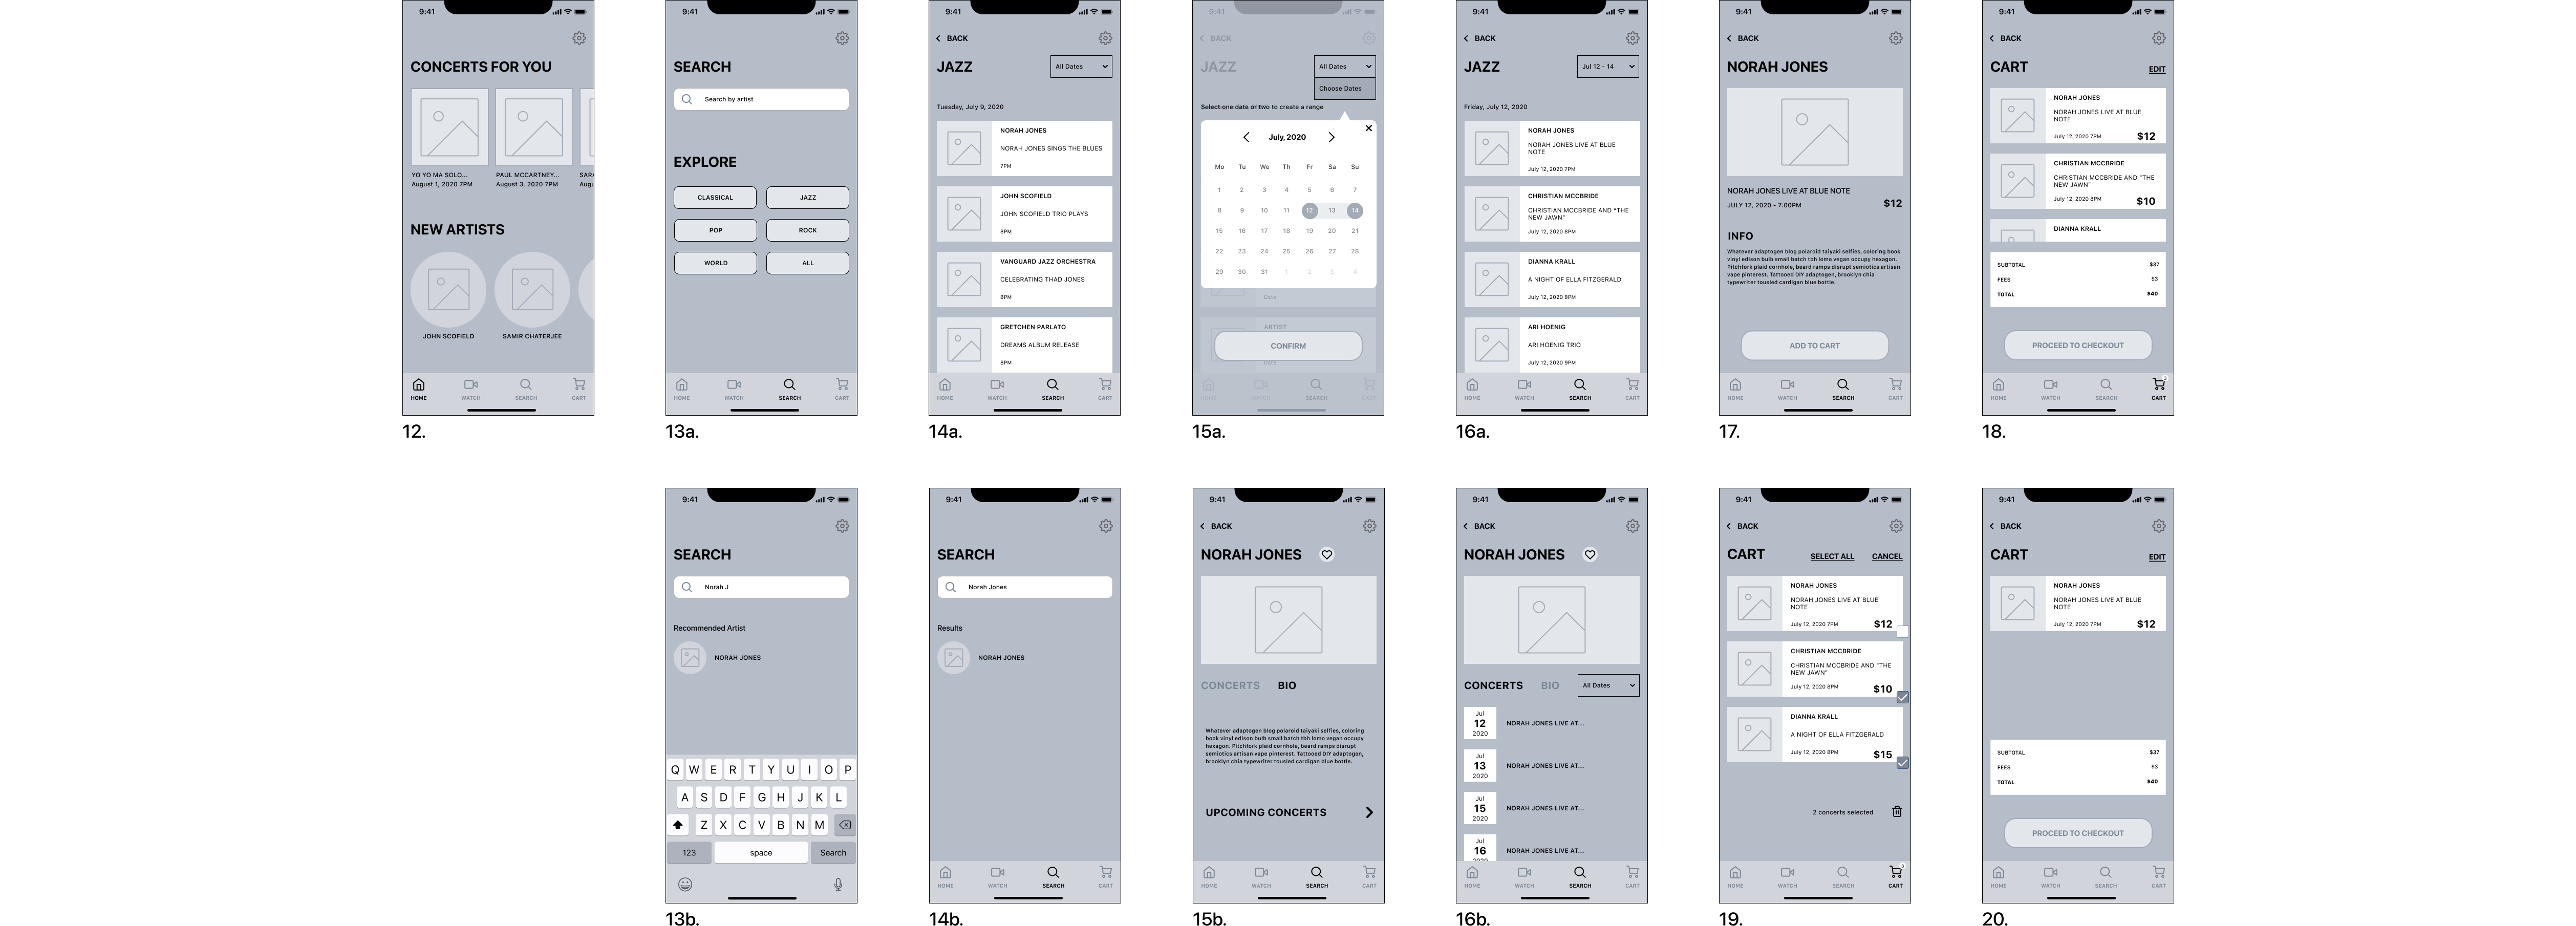 9:41
CONCERTS FOR YOU
YO YO MA SOLO...
August 1, 2020 7PM
PAUL MCCARTNEY...
August 3, 2020 7PM
SARA
Augu
NEW ARTISTS
JOHN SCOFIELD
SAMIR CHATERJEE
HOME
WATCH
SEARCH
CART
12.
9:41
SEARCH
Search by artist
EXPLORE
CLASSICAL
JAZZ
POP
ROCK
WORLD
ALL
HOME
WATCH
SEARCH
CART
13a.
9:41
BACK
JAZZ
All Dates
Tuesday, July 9, 2020
NORAH JONES
NORAH JONES SINGS THE BLUES
7PM
JOHN SCOFIELD
JOHN SCOFIELD TRIO PLAYS
8PM
VANGUARD JAZZ ORCHESTRA
CELEBRATING THAD JONES
8PM
GRETCHEN PARLATO
DREAMS ALBUM RELEASE
8PM
HOME
WATCH
SEARCH
CART
14a.
9:41
BACK
JAZZ
All Dates
Choose Dates
Select one date or two to create a range
July, 2020
Mo Tu We Th Fr Sa Su
1 2 3 4 5 6 7
8 9 10 11 12 13 14
15 16 17 18 19 20 21
22 23 24 25 26 27 28
29 30 31 1 2 3 4
Date
ARTIST
CONFIRM
Date
HOME
WATCH
SEARCH
CART
15a.
9:41
BACK
JAZZ
Jul 12 - 14
Friday, July 12, 2020
NORAH JONES
NORAH JONES LIVE AT BLUE
NOTE
July 12, 2020 7PM
CHRISTIAN MCCBRIDE
CHRISTIAN MCCBRIDE AND "THE
NEW JAWN"
July 12, 2020 8PM
DIANNA KRALL
A NIGHT OF ELLA FITZGERALD
July 12, 2020 8PM
ARI HOENIG
ARI HOENIG TRIO
July 12, 2020 9PM
HOME
WATCH
SEARCH
CART
16a.
9:41
BACK
NORAH JONES
NORAH JONES LIVE AT BLUE NOTE
JULY 12, 2020 - 7:00PM
$12
INFO
Whatever adaptogen blog polaroid taiyaki selfies, coloring book
vinyl edison bulb small batch tbh lomo vegan occupy hexagon.
Pitchfork plaid cornhole, beard ramps disrupt semiotics artisan
vape pinterest. Tattooed DIY adaptogen, brooklyn chia
typewriter tousled cardigan blue bottle.
ADD TO CART
HOME
WATCH
SEARCH
CART
17.
9:41
BACK
CART
EDIT
NORAH JONES
NORAH JONES LIVE AT BLUE
NOTE
July 12, 2020 7PM
$12
CHRISTIAN MCCBRIDE
CHRISTIAN MCCBRIDE AND "THE
NEW JAWN"
July 12, 2020 8PM
$10
DIANNA KRALL
SUBTOTAL $37
FEES $3
TOTAL $40
PROCEED TO CHECKOUT
HOME
WATCH
SEARCH
CART
18.
9:41
SEARCH
Norah J
Recommended Artist
NORAH JONES
Q W E R T Y U I O P
A S D F G H J K L
Z X C V B N M
123 space Search
13b.
9:41
SEARCH
Norah Jones
Results
NORAH JONES
HOME
WATCH
SEARCH
CART
14b.
9:41
BACK
NORAH JONES
CONCERTS BIO
Whatever adaptogen blog polaroid taiyaki selfies, coloring
book vinyl edison bulb small batch tbh lomo vegan occupy
hexagon. Pitchfork plaid cornhole, beard ramps disrupt
semiotics artisan vape pinterest. Tattooed DIY adaptogen,
brooklyn chia typewriter tousled cardigan blue bottle.
UPCOMING CONCERTS
HOME
WATCH
SEARCH
CART
15b.
9:41
BACK
NORAH JONES
CONCERTS BIO
All Dates
Jul
12
2020
NORAH JONES LIVE AT...
Jul
13
2020
NORAH JONES LIVE AT...
Jul
15
2020
NORAH JONES LIVE AT...
Jul
16
2020
NORAH JONES LIVE AT...
HOME
WATCH
SEARCH
CART
16b.
9:41
BACK
CART
SELECT ALL
CANCEL
NORAH JONES
NORAH JONES LIVE AT BLUE
NOTE
July 12, 2020 7PM
$12
CHRISTIAN MCCBRIDE
CHRISTIAN MCCBRIDE AND "THE
NEW JAWN"
July 12, 2020 8PM
$10
DIANNA KRALL
A NIGHT OF ELLA FITZGERALD
July 12, 2020 8PM
$15
2 concerts selected
HOME
WATCH
SEARCH
CART
19.
9:41
BACK
CART
EDIT
NORAH JONES
NORAH JONES LIVE AT BLUE
NOTE
July 12, 2020 7PM
$12
SUBTOTAL $37
FEES $3
TOTAL $40
PROCEED TO CHECKOUT
HOME
WATCH
SEARCH
CART
20.